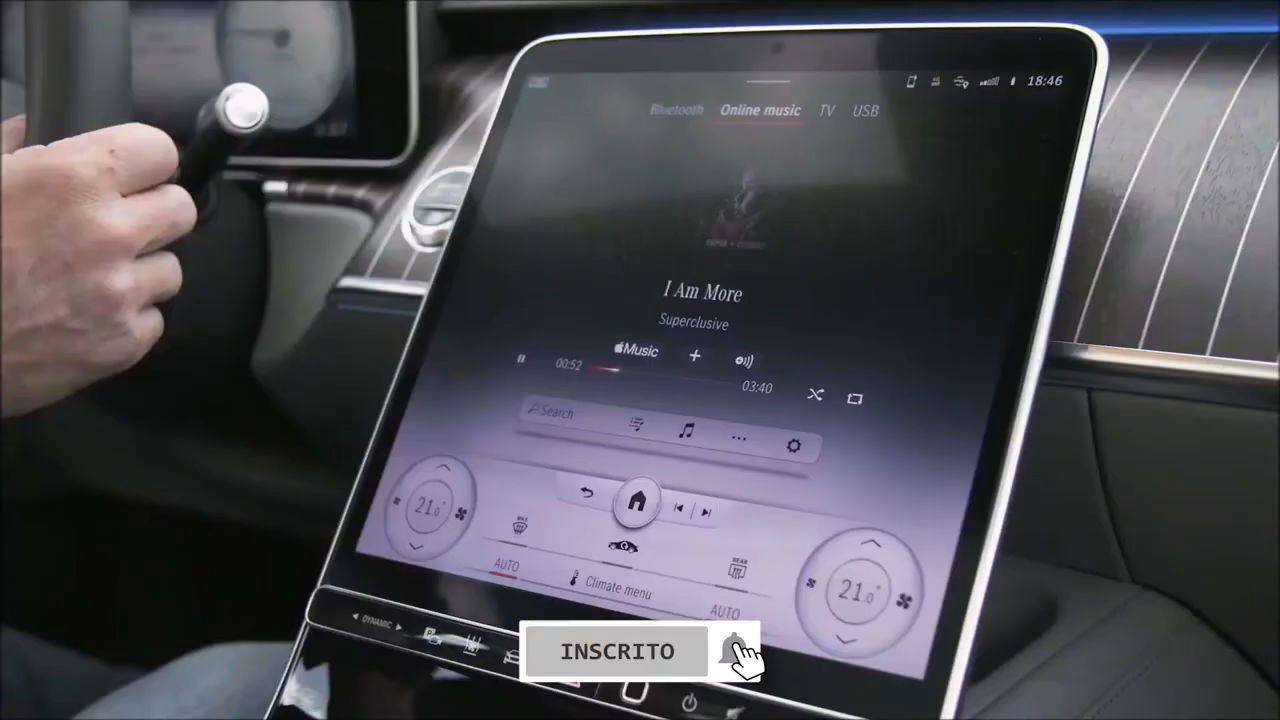 18:46
Bluetooth Online music TV USB
I Am More
Superclusive
Music
00:52
03:40
Search
21.0
MAX
REAR
21.0
AUTO
Climate menu
AUTO
DYNAMIC
INSCRITO